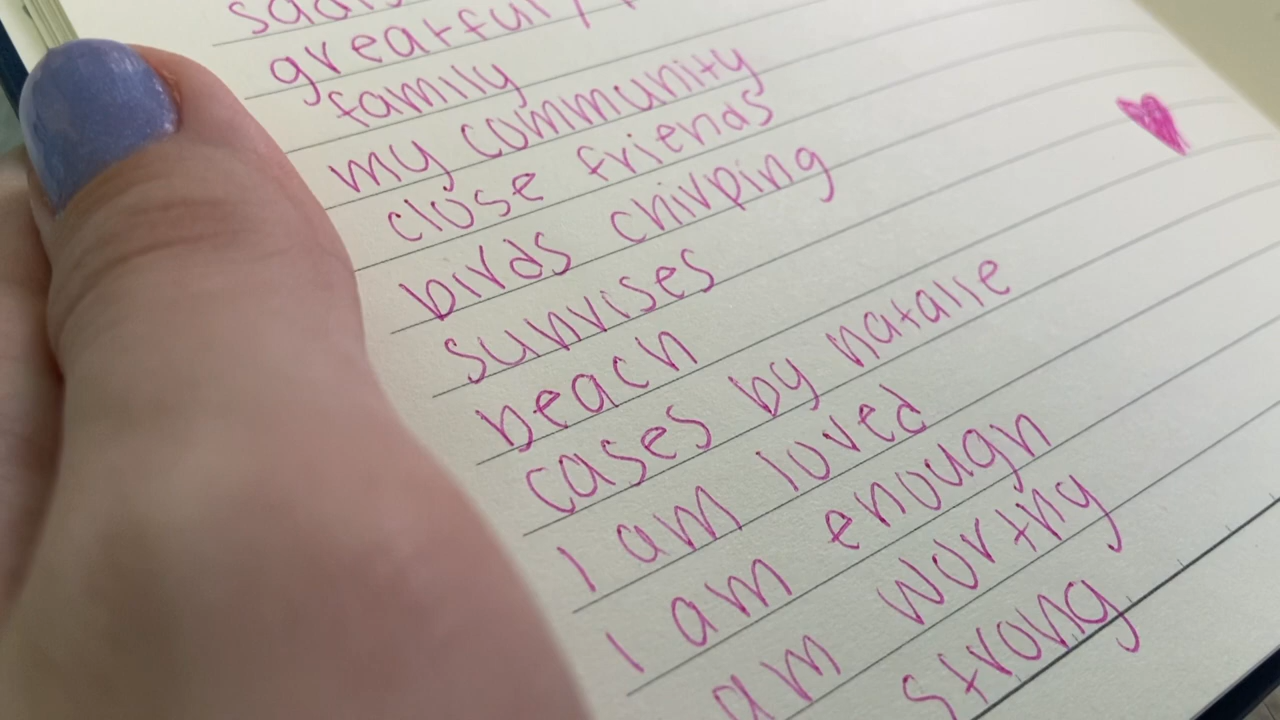 greatful
family
my community
close friends
birds chirping
sunrises
beach
cases by natalie
I am loved
I am enough
am worthy
strong